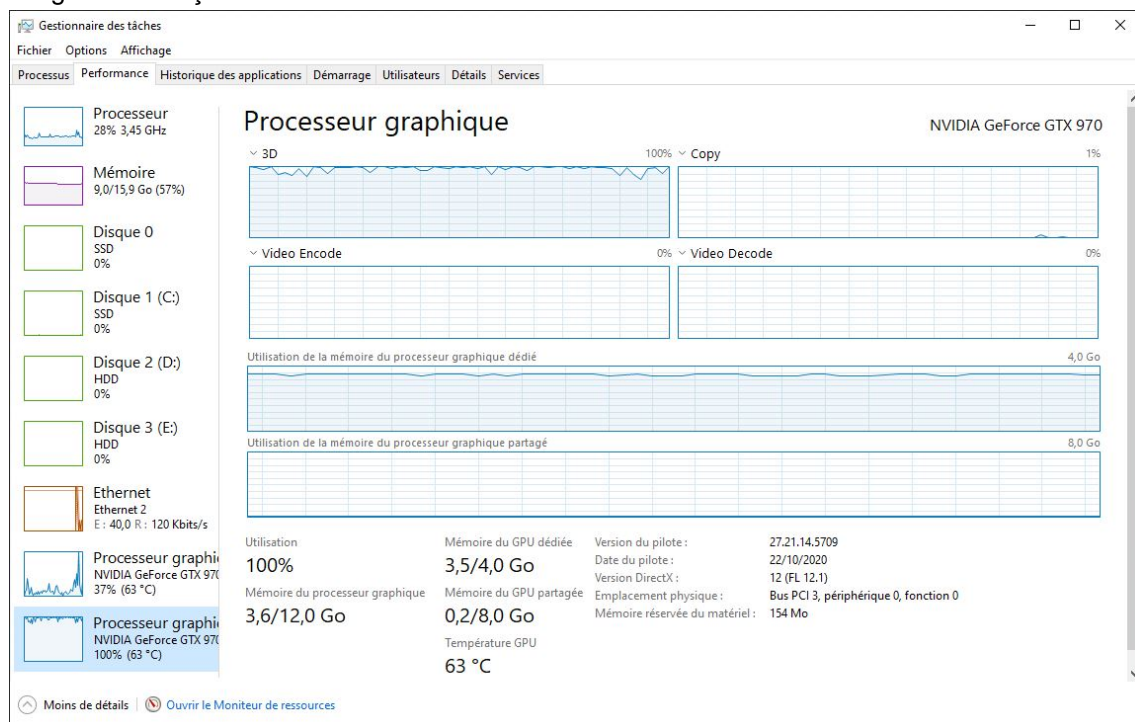 Gestionnaire des tâches
Fichier Options Affichage
Processus Performance Historique des applications Démarrage Utilisateurs Détails Services
Processeur
28% 3,45 GHz
Mémoire
9,0/15,9 Go (57%)
Disque 0
SSD
0%
Disque 1 (C:)
SSD
0%
Disque 2 (D:)
HDD
0%
Disque 3 (E:)
HDD
0%
Ethernet
Ethernet 2
E : 40,0 R : 120 Kbits/s
Processeur graphi
NVIDIA GeForce GTX 970
37% (63 °C)
Processeur graphi
NVIDIA GeForce GTX 970
100% (63 °C)
Processeur graphique
NVIDIA GeForce GTX 970
3D 100%
Copy 1%
Video Encode 0%
Video Decode 0%
Utilisation de la mémoire du processeur graphique dédié 4,0 Go
Utilisation de la mémoire du processeur graphique partagé 8,0 Go
Utilisation
100%
Mémoire du processeur graphique
3,6/12,0 Go
Mémoire du GPU dédiée
3,5/4,0 Go
Mémoire du GPU partagée
0,2/8,0 Go
Température GPU
63 °C
Version du pilote : 27.21.14.5709
Date du pilote : 22/10/2020
Version DirectX : 12 (FL 12.1)
Emplacement physique : Bus PCI 3, périphérique 0, fonction 0
Mémoire réservée du matériel : 154 Mo
Moins de détails Ouvrir le Moniteur de ressources